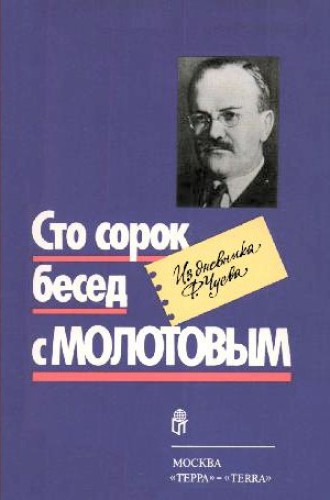 Сто сорок
бесед
с МОЛОТОВЫМ
Из дневника
Ф. Чуева
МОСКВА
«ТЕРРА» – «TERRA»